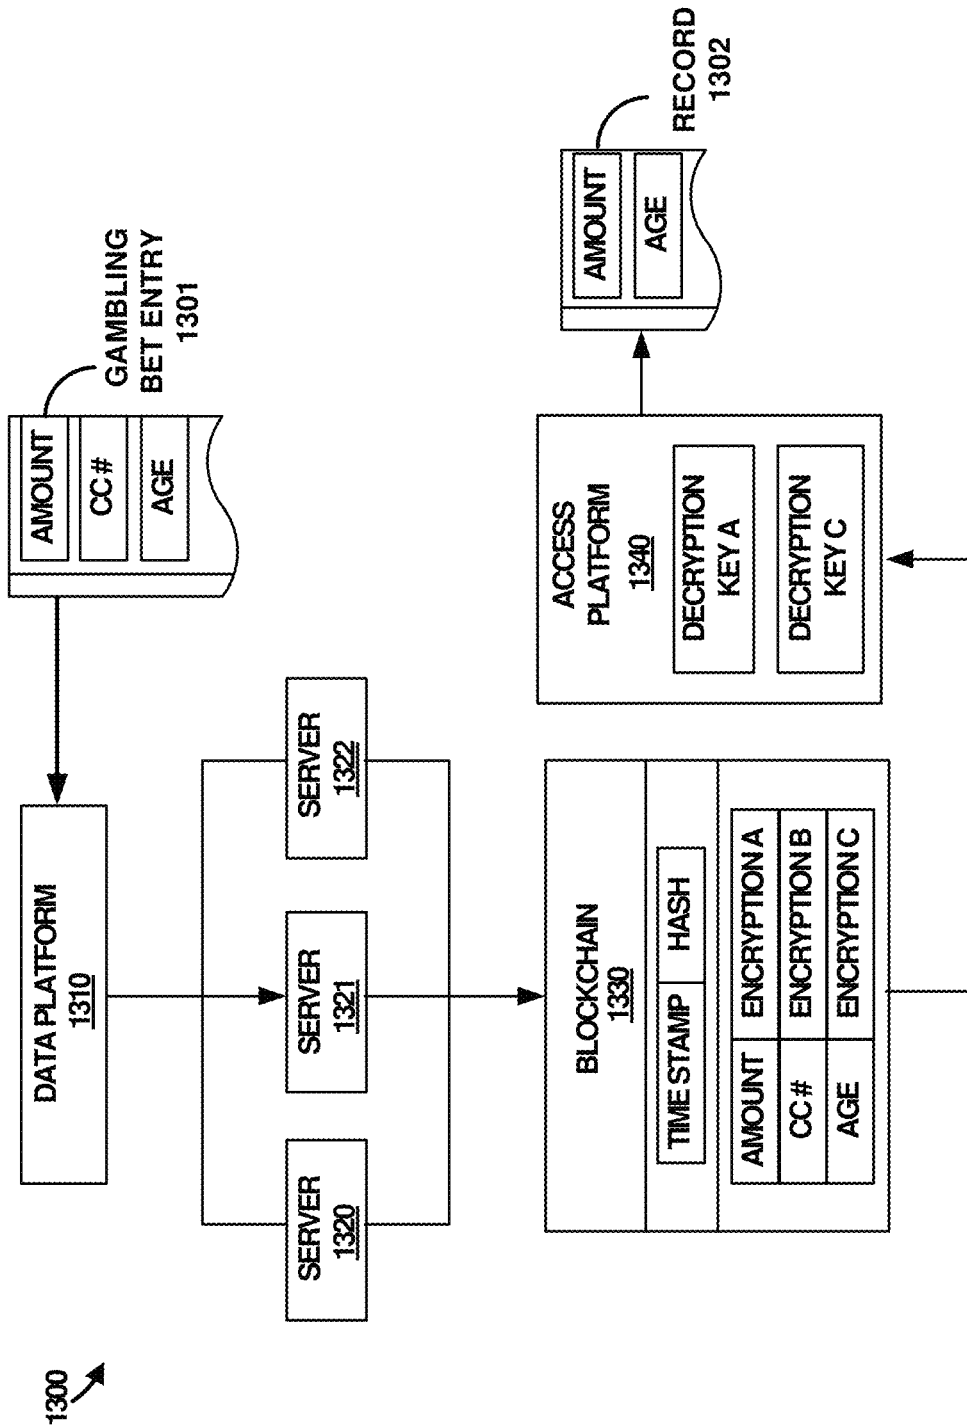 1300
DATA PLATFORM
1310
AMOUNT
CC#
AGE
GAMBLING
BET ENTRY
1301
SERVER
1320
SERVER
1321
SERVER
1322
BLOCKCHAIN
1330
TIME STAMP HASH
AMOUNT ENCRYPTION A
CC# ENCRYPTION B
AGE ENCRYPTION C
ACCESS
PLATFORM
1340
DECRYPTION
KEY A
DECRYPTION
KEY C
AMOUNT
AGE
RECORD
1302